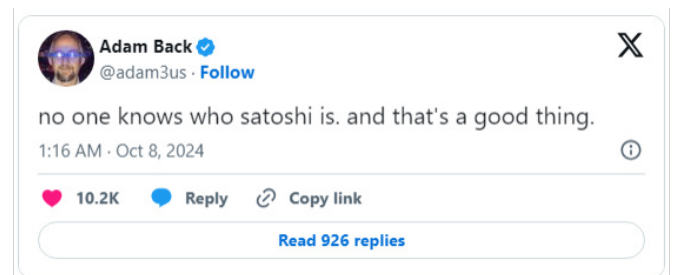 Adam Back
@adam3us · Follow
no one knows who satoshi is. and that's a good thing.
1:16 AM · Oct 8, 2024
10.2K Reply Copy link
Read 926 replies